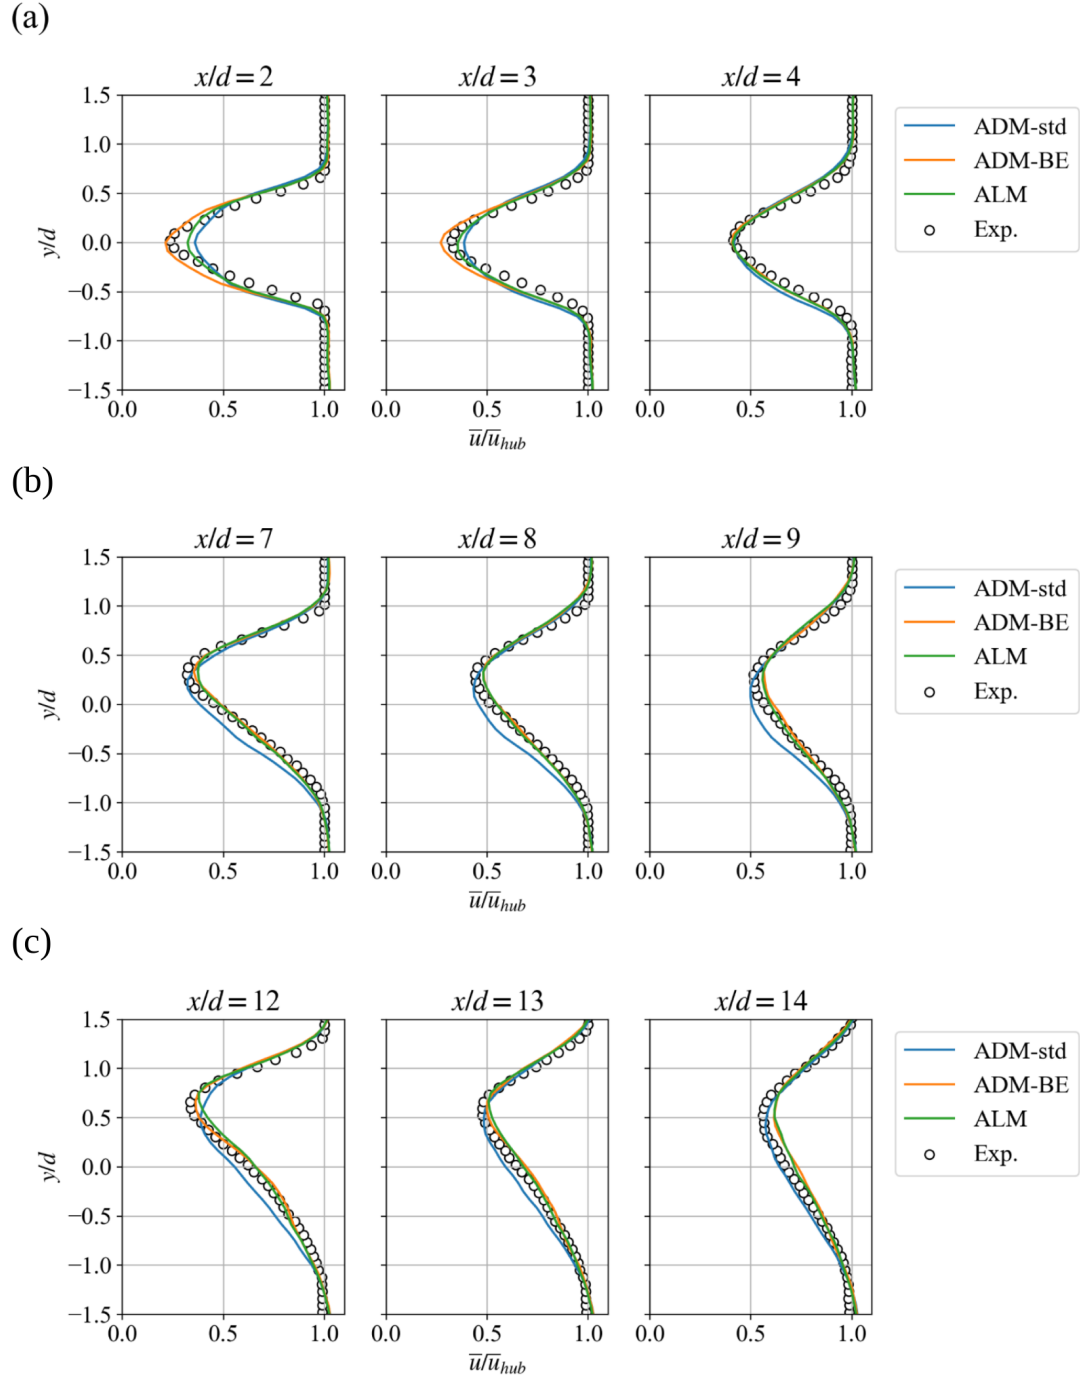 (a)
x/d = 2
x/d = 3
x/d = 4
1.5
1.0
0.5
0.0
−0.5
−1.0
−1.5
y/d
0.0 0.5 1.0
0.0 0.5 1.0
0.0 0.5 1.0
u̅/u̅hub
ADM-std
ADM-BE
ALM
Exp.
(b)
x/d = 7
x/d = 8
x/d = 9
1.5
1.0
0.5
0.0
−0.5
−1.0
−1.5
y/d
0.0 0.5 1.0
0.0 0.5 1.0
0.0 0.5 1.0
u̅/u̅hub
ADM-std
ADM-BE
ALM
Exp.
(c)
x/d = 12
x/d = 13
x/d = 14
1.5
1.0
0.5
0.0
−0.5
−1.0
−1.5
y/d
0.0 0.5 1.0
0.0 0.5 1.0
0.0 0.5 1.0
u̅/u̅hub
ADM-std
ADM-BE
ALM
Exp.